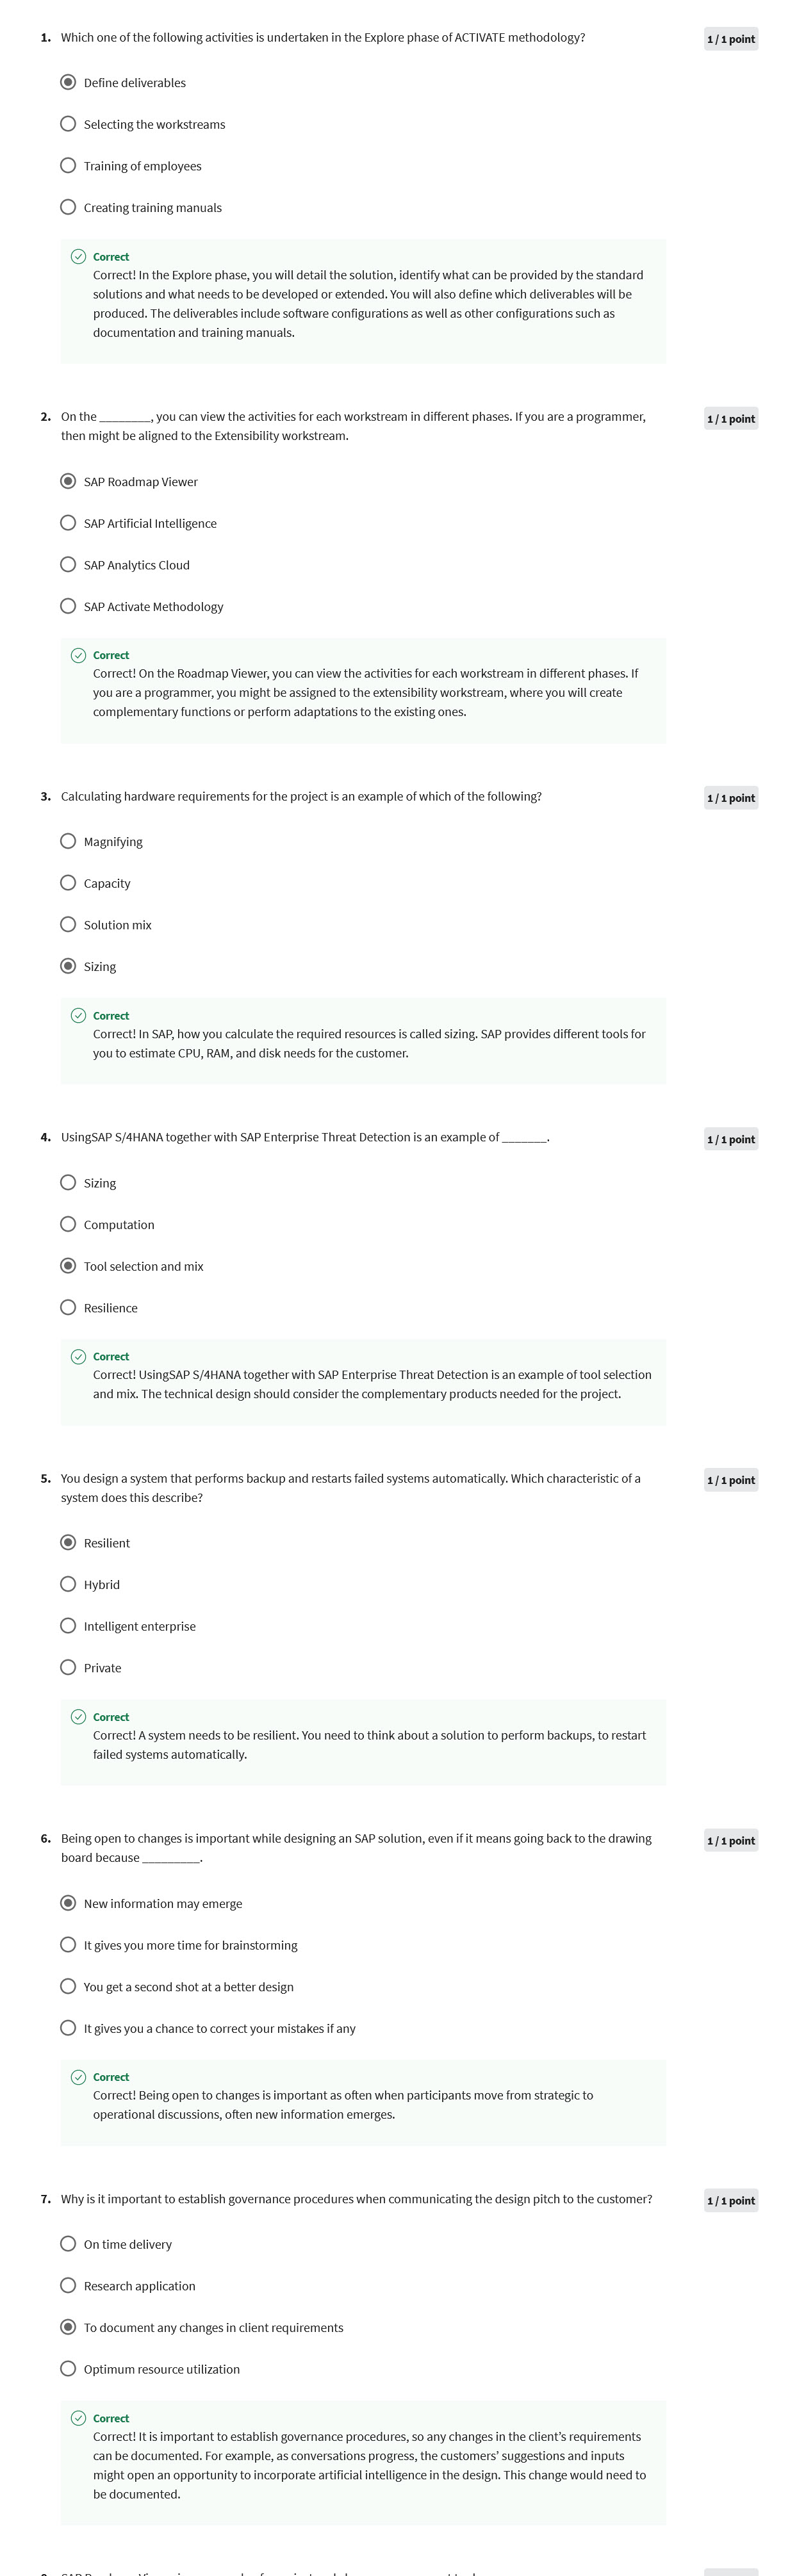 1. Which one of the following activities is undertaken in the Explore phase of ACTIVATE methodology?
1 / 1 point
Define deliverables
Selecting the workstreams
Training of employees
Creating training manuals
Correct
Correct! In the Explore phase, you will detail the solution, identify what can be provided by the standard
solutions and what needs to be developed or extended. You will also define which deliverables will be
produced. The deliverables include software configurations as well as other configurations such as
documentation and training manuals.
2. On the ________, you can view the activities for each workstream in different phases. If you are a programmer,
then might be aligned to the Extensibility workstream.
1 / 1 point
SAP Roadmap Viewer
SAP Artificial Intelligence
SAP Analytics Cloud
SAP Activate Methodology
Correct
Correct! On the Roadmap Viewer, you can view the activities for each workstream in different phases. If
you are a programmer, you might be assigned to the extensibility workstream, where you will create
complementary functions or perform adaptations to the existing ones.
3. Calculating hardware requirements for the project is an example of which of the following?
1 / 1 point
Magnifying
Capacity
Solution mix
Sizing
Correct
Correct! In SAP, how you calculate the required resources is called sizing. SAP provides different tools for
you to estimate CPU, RAM, and disk needs for the customer.
4. UsingSAP S/4HANA together with SAP Enterprise Threat Detection is an example of _______.
1 / 1 point
Sizing
Computation
Tool selection and mix
Resilience
Correct
Correct! UsingSAP S/4HANA together with SAP Enterprise Threat Detection is an example of tool selection
and mix. The technical design should consider the complementary products needed for the project.
5. You design a system that performs backup and restarts failed systems automatically. Which characteristic of a
system does this describe?
1 / 1 point
Resilient
Hybrid
Intelligent enterprise
Private
Correct
Correct! A system needs to be resilient. You need to think about a solution to perform backups, to restart
failed systems automatically.
6. Being open to changes is important while designing an SAP solution, even if it means going back to the drawing
board because _________.
1 / 1 point
New information may emerge
It gives you more time for brainstorming
You get a second shot at a better design
It gives you a chance to correct your mistakes if any
Correct
Correct! Being open to changes is important as often when participants move from strategic to
operational discussions, often new information emerges.
7. Why is it important to establish governance procedures when communicating the design pitch to the customer?
1 / 1 point
On time delivery
Research application
To document any changes in client requirements
Optimum resource utilization
Correct
Correct! It is important to establish governance procedures, so any changes in the client’s requirements
can be documented. For example, as conversations progress, the customers’ suggestions and inputs
might open an opportunity to incorporate artificial intelligence in the design. This change would need to
be documented.